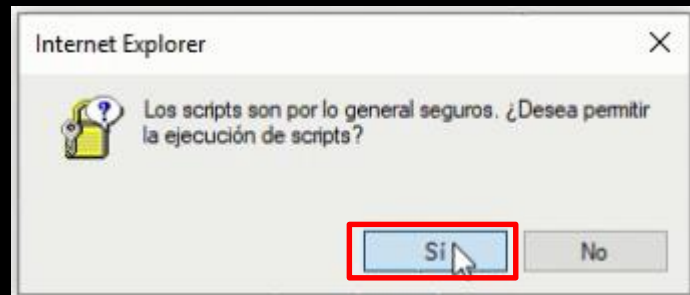 Internet Explorer
Los scripts son por lo general seguros. ¿Desea permitir
la ejecución de scripts?
Sí
No